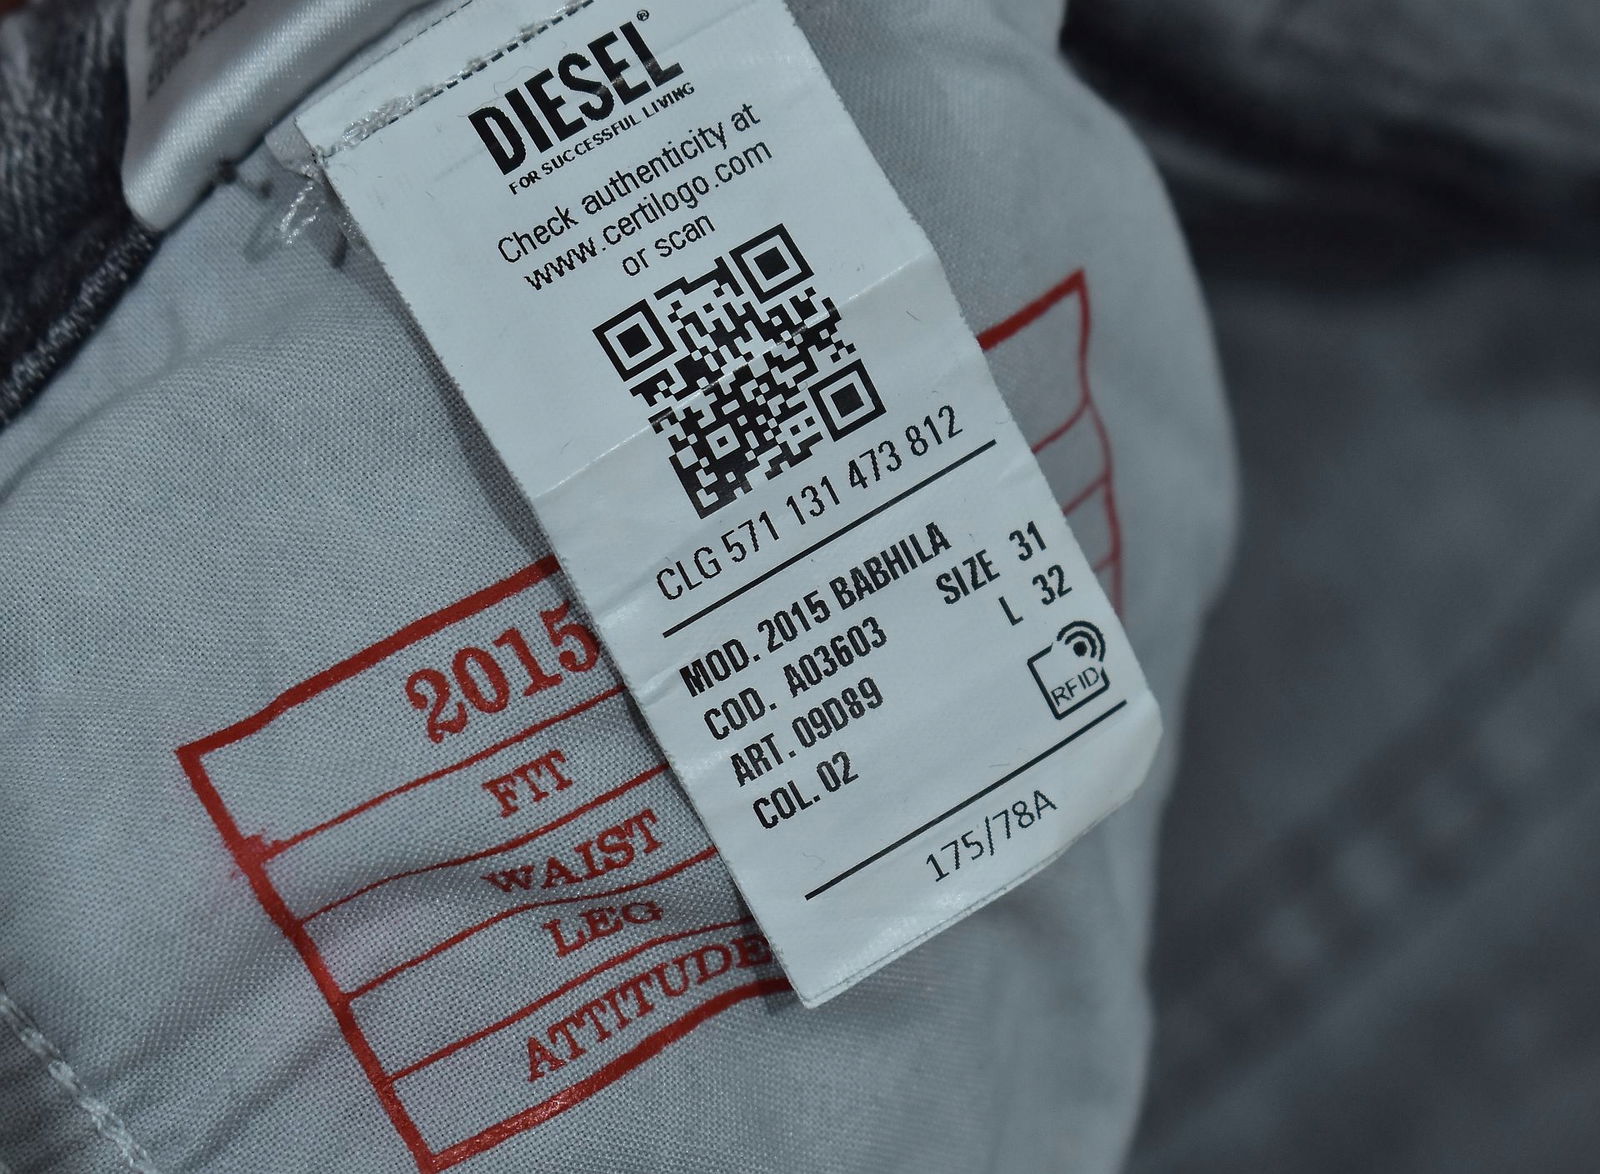 DIESEL®
FOR SUCCESSFUL LIVING
Check authenticity at
www.certilogo.com
or scan
CLG 571 131 473 812
MOD. 2015 BABHILA
SIZE 31
COD. A03603
L 32
ART. 09D89
COL. 02
RFID
175/78A
2015
FIT
WAIST
LEG
ATTITUDE